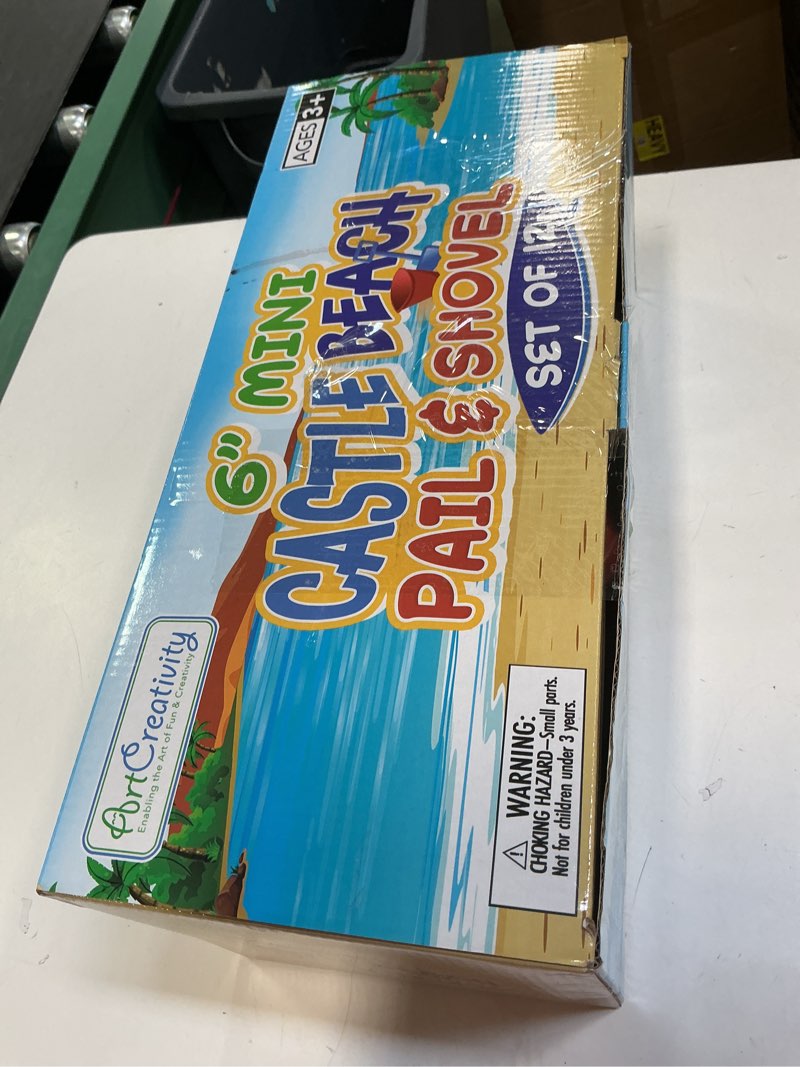 AGES 3+
6" MINI
CASTLE BEACH
PAIL & SHOVEL
SET OF 12
ArtCreativity
Enabling the Art of Fun & Creativity
WARNING:
CHOKING HAZARD—Small parts.
Not for children under 3 years.